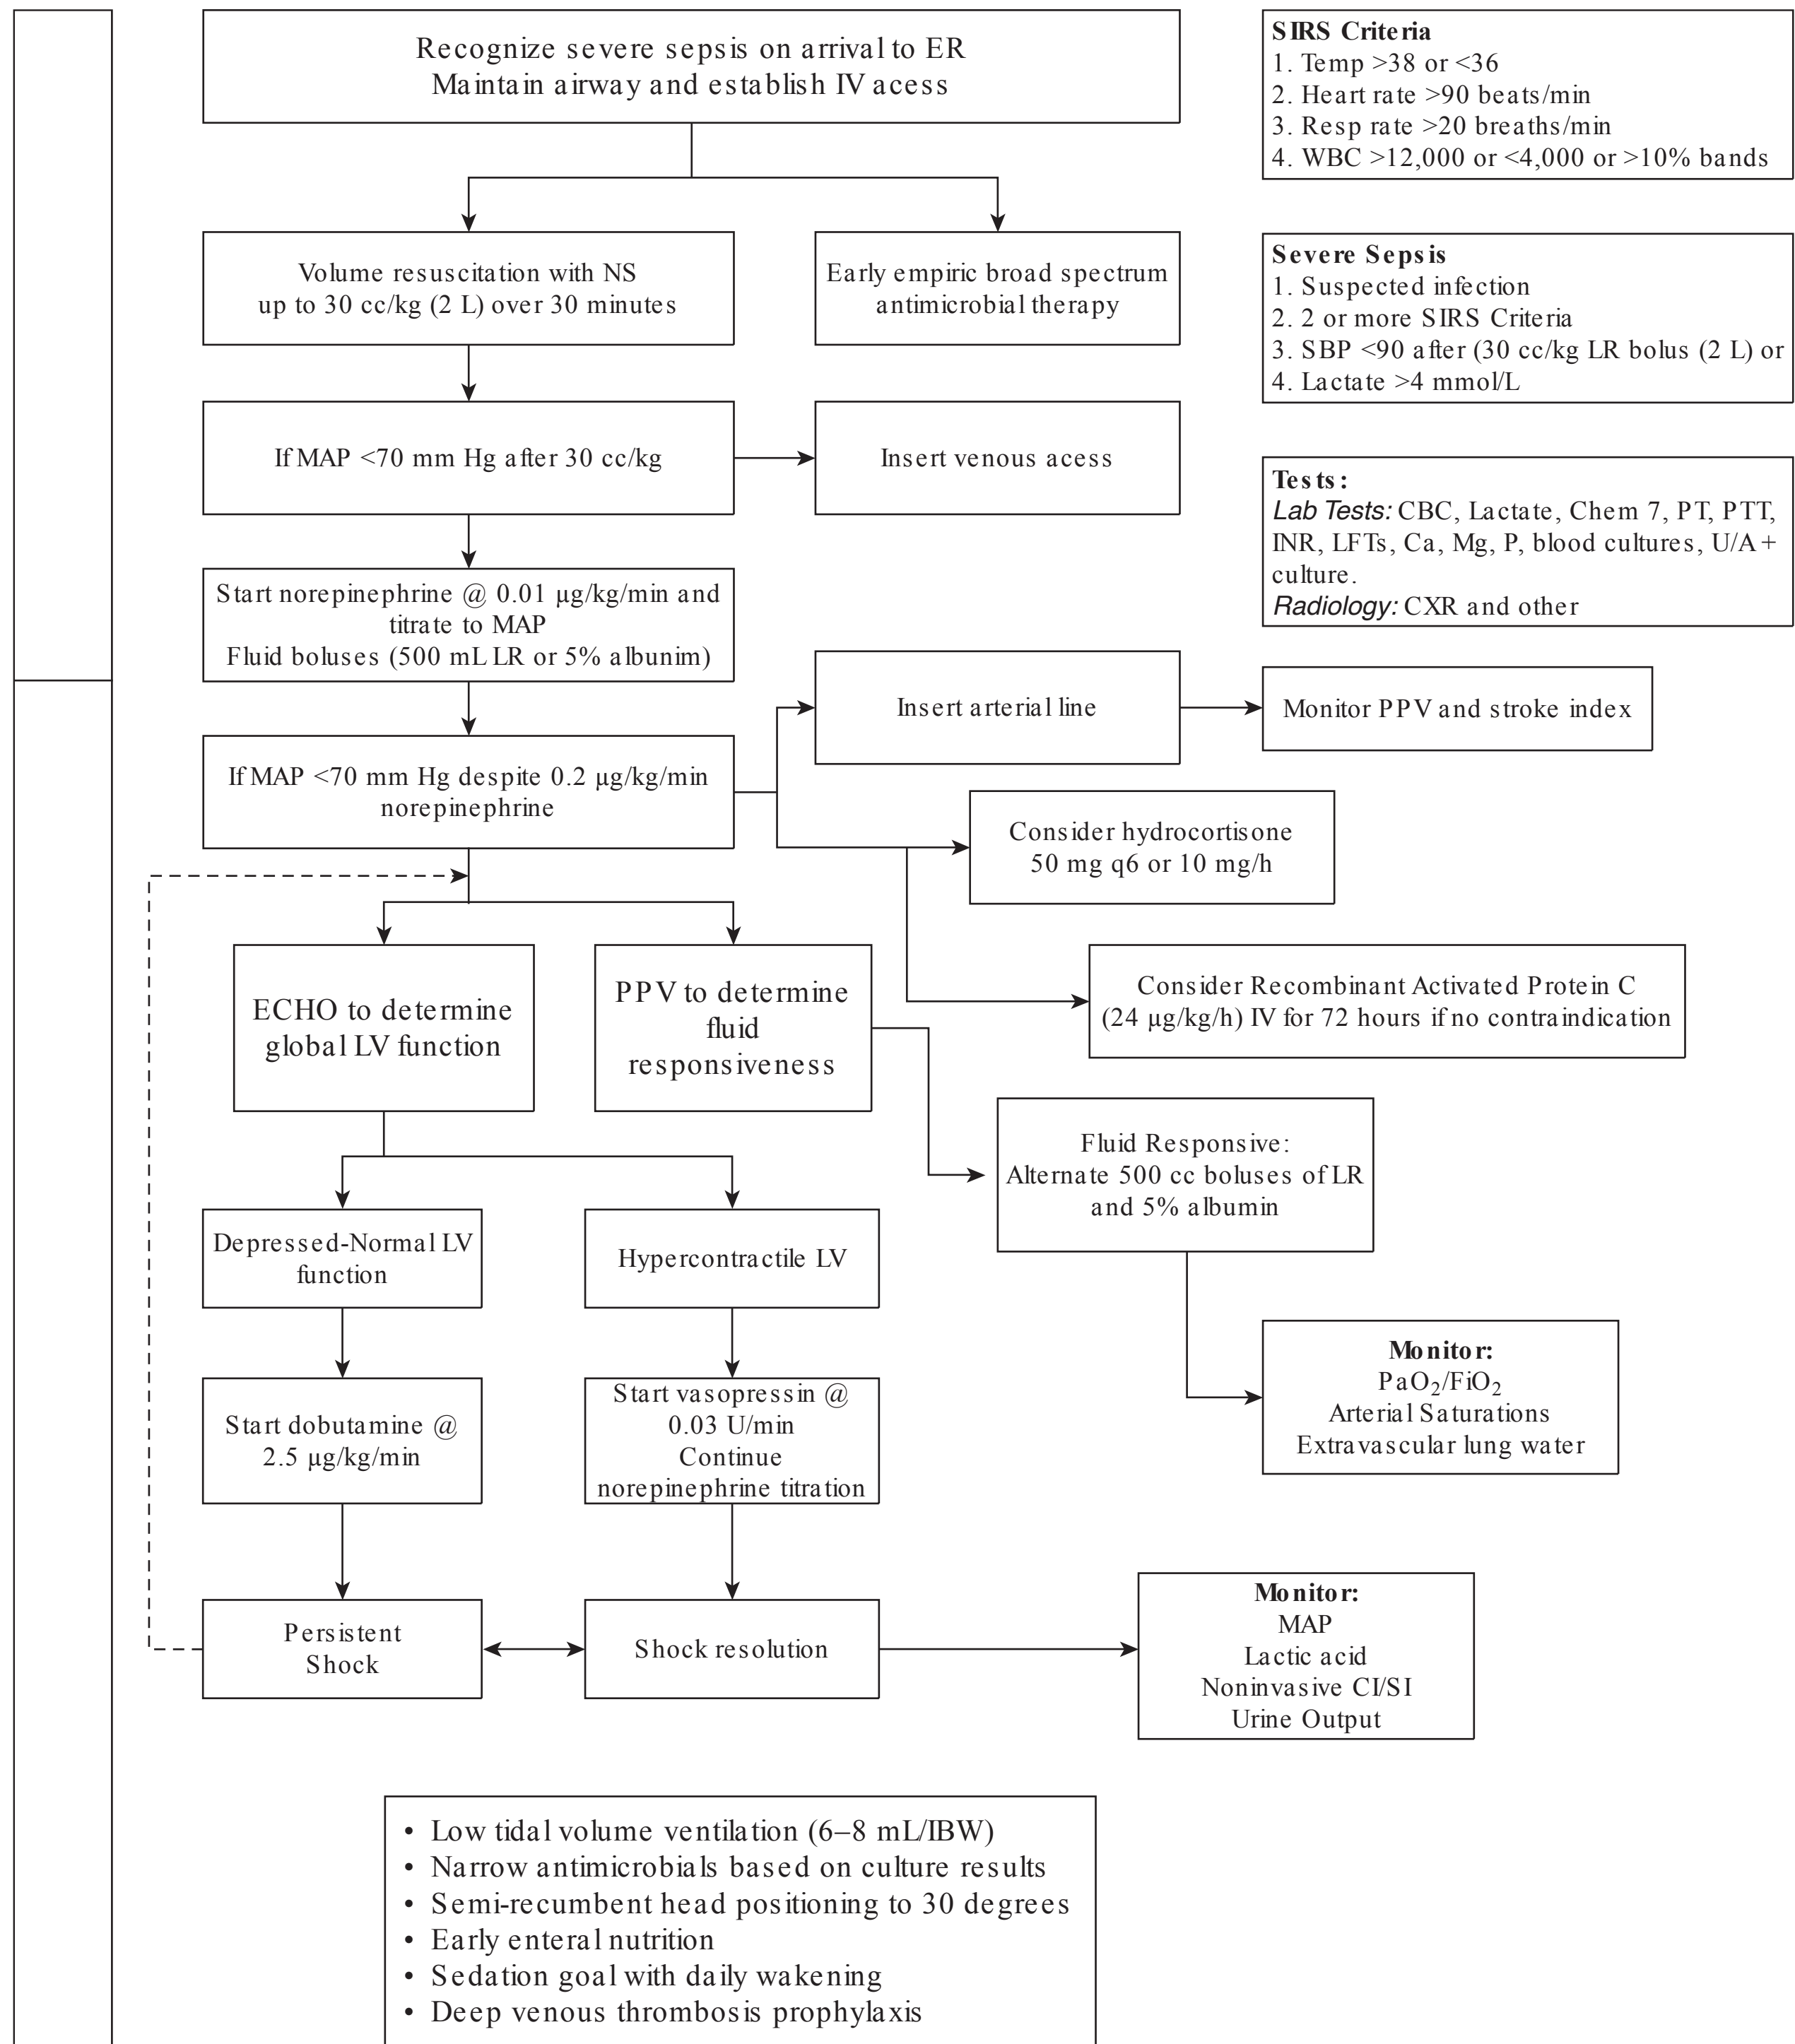 Recognize severe sepsis on arrival to ER
Maintain airway and establish IV acess
SIRS Criteria
1. Temp >38 or <36
2. Heart rate >90 beats/min
3. Resp rate >20 breaths/min
4. WBC >12,000 or <4,000 or >10% bands
Volume resuscitation with NS
up to 30 cc/kg (2 L) over 30 minutes
Early empiric broad spectrum
antimicrobial therapy
Severe Sepsis
1. Suspected infection
2. 2 or more SIRS Criteria
3. SBP <90 after (30 cc/kg LR bolus (2 L) or
4. Lactate >4 mmol/L
If MAP <70 mm Hg after 30 cc/kg
Insert venous acess
Tests:
Lab Tests: CBC, Lactate, Chem 7, PT, PTT,
INR, LFTs, Ca, Mg, P, blood cultures, U/A +
culture.
Radiology: CXR and other
Start norepinephrine @ 0.01 µg/kg/min and
titrate to MAP
Fluid boluses (500 mL LR or 5% albunim)
Insert arterial line
Monitor PPV and stroke index
If MAP <70 mm Hg despite 0.2 µg/kg/min
norepinephrine
Consider hydrocortisone
50 mg q6 or 10 mg/h
ECHO to determine
global LV function
PPV to determine
fluid
responsiveness
Consider Recombinant Activated Protein C
(24 µg/kg/h) IV for 72 hours if no contraindication
Fluid Responsive:
Alternate 500 cc boluses of LR
and 5% albumin
Depressed-Normal LV
function
Hypercontractile LV
Monitor:
PaO₂/FiO₂
Arterial Saturations
Extravascular lung water
Start dobutamine @
2.5 µg/kg/min
Start vasopressin @
0.03 U/min
Continue
norepinephrine titration
Persistent
Shock
Shock resolution
Monitor:
MAP
Lactic acid
Noninvasive CI/SI
Urine Output
• Low tidal volume ventilation (6–8 mL/IBW)
• Narrow antimicrobials based on culture results
• Semi-recumbent head positioning to 30 degrees
• Early enteral nutrition
• Sedation goal with daily wakening
• Deep venous thrombosis prophylaxis